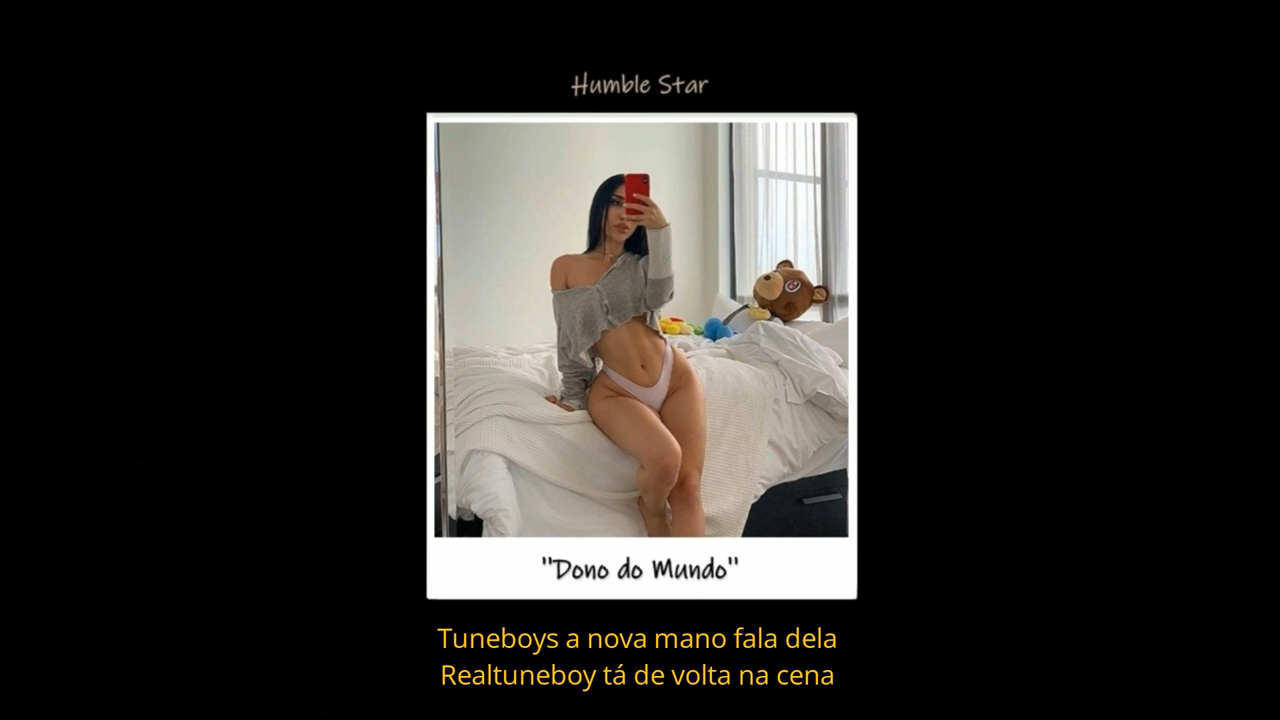 Humble Star
"Dono do Mundo"
Tuneboys a nova mano fala dela
Realtuneboy tá de volta na cena